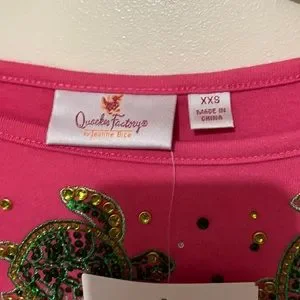 Quacker Factory®
by Jeanne Bice
XXS
MADE IN
CHINA